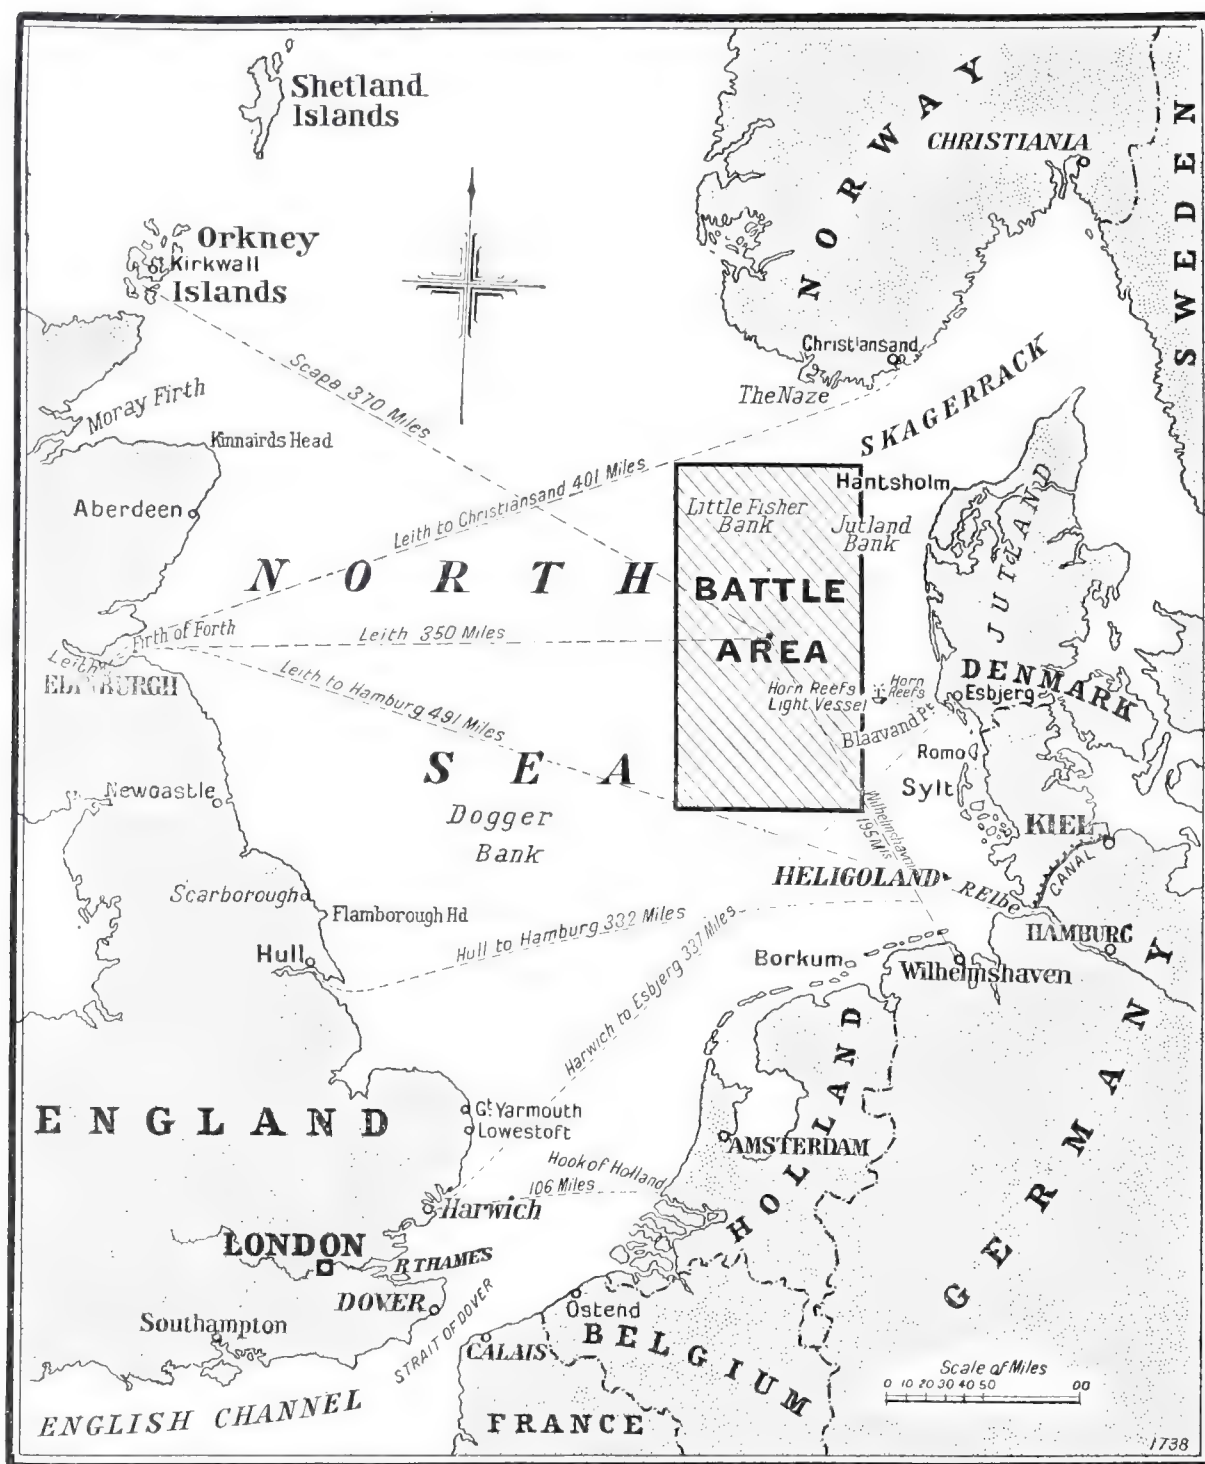 Shetland
Islands
NORWAY
CHRISTIANIA
SWEDEN
Orkney
Kirkwall
Islands
Christiansand
The Naze
SKAGERRACK
Scapa 370 Miles
Moray Firth
Kinnairds Head
Leith to Christiansand 401 Miles
Hantsholm
Little Fisher
Bank
Jutland
Bank
JUTLAND
Aberdeen
NORTH
BATTLE
AREA
Firth of Forth
Leith 350 Miles
Leith
EDINBURGH
Leith to Hamburg 491 Miles
Horn Reefs
Light Vessel
Horn
Reefs
DENMARK
Esbjerg
Blaavand Pt
Romo
Sylt
SEA
Newcastle
Dogger
Bank
Wilhelmshaven
195 Mls
KIEL
CANAL
HELIGOLAND
R Elbe
Scarborough
Flamborough Hd
Hull to Hamburg 332 Miles
HAMBURG
Hull
Borkum
Wilhelmshaven
Harwich to Esbjerg 337 Miles
HOLLAND
GERMANY
ENGLAND
Gt. Yarmouth
Lowestoft
AMSTERDAM
Hook of Holland
106 Miles
Harwich
LONDON
R THAMES
DOVER
STRAIT OF DOVER
Southampton
Ostend
BELGIUM
CALAIS
Scale of Miles
0 10 20 30 40 50 00
ENGLISH CHANNEL
FRANCE
1738